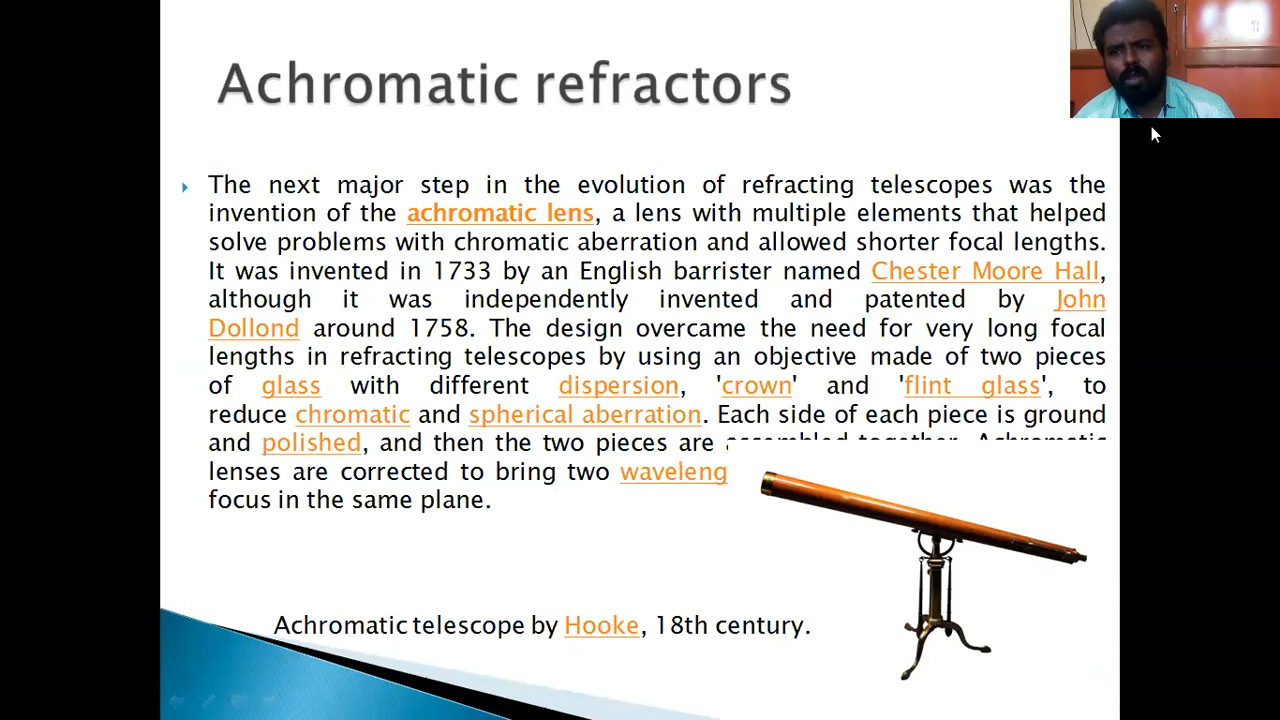 Achromatic refractors
The next major step in the evolution of refracting telescopes was the
invention of the achromatic lens, a lens with multiple elements that helped
solve problems with chromatic aberration and allowed shorter focal lengths.
It was invented in 1733 by an English barrister named Chester Moore Hall,
although it was independently invented and patented by John
Dollond around 1758. The design overcame the need for very long focal
lengths in refracting telescopes by using an objective made of two pieces
of glass with different dispersion, 'crown' and 'flint glass', to
reduce chromatic and spherical aberration. Each side of each piece is ground
and polished, and then the two pieces are assembled together. Achromatic
lenses are corrected to bring two waveleng
focus in the same plane.
Achromatic telescope by Hooke, 18th century.